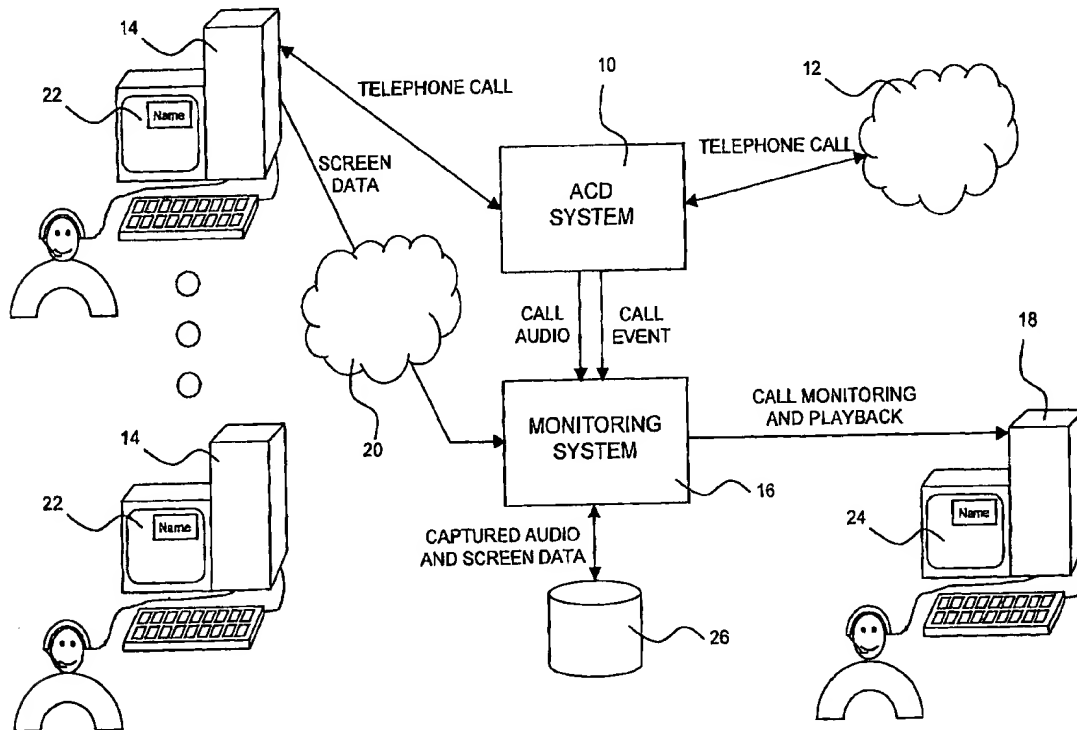 14
22
Name
TELEPHONE CALL
10
12
TELEPHONE CALL
SCREEN
DATA
ACD
SYSTEM
CALL
AUDIO
CALL
EVENT
20
18
CALL MONITORING
AND PLAYBACK
MONITORING
SYSTEM
16
14
22
Name
24
Name
CAPTURED AUDIO
AND SCREEN DATA
26